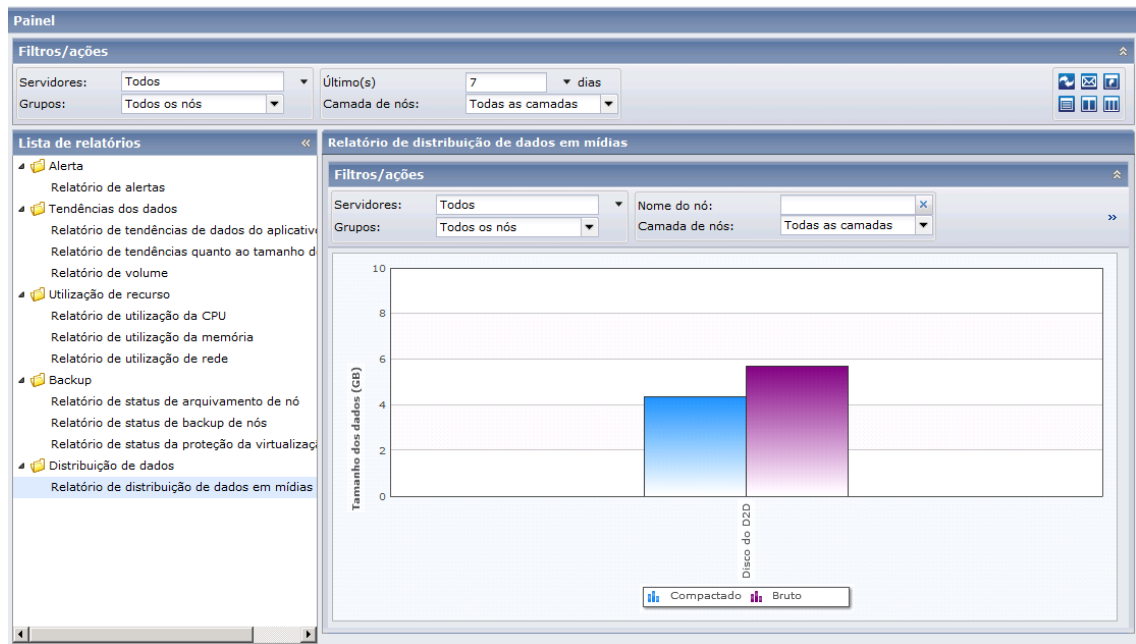 Painel
Filtros/ações
Servidores: Todos Último(s) 7 dias
Grupos: Todos os nós Camada de nós: Todas as camadas
Lista de relatórios
Alerta
Relatório de alertas
Tendências dos dados
Relatório de tendências de dados do aplicativo
Relatório de tendências quanto ao tamanho d
Relatório de volume
Utilização de recurso
Relatório de utilização da CPU
Relatório de utilização da memória
Relatório de utilização de rede
Backup
Relatório de status de arquivamento de nó
Relatório de status de backup de nós
Relatório de status da proteção da virtualizaç
Distribuição de dados
Relatório de distribuição de dados em mídias
Relatório de distribuição de dados em mídias
Filtros/ações
Servidores: Todos Nome do nó:
Grupos: Todos os nós Camada de nós: Todas as camadas
Tamanho dos dados (GB)
10
8
6
4
2
0
Disco do D2D
Compactado Bruto